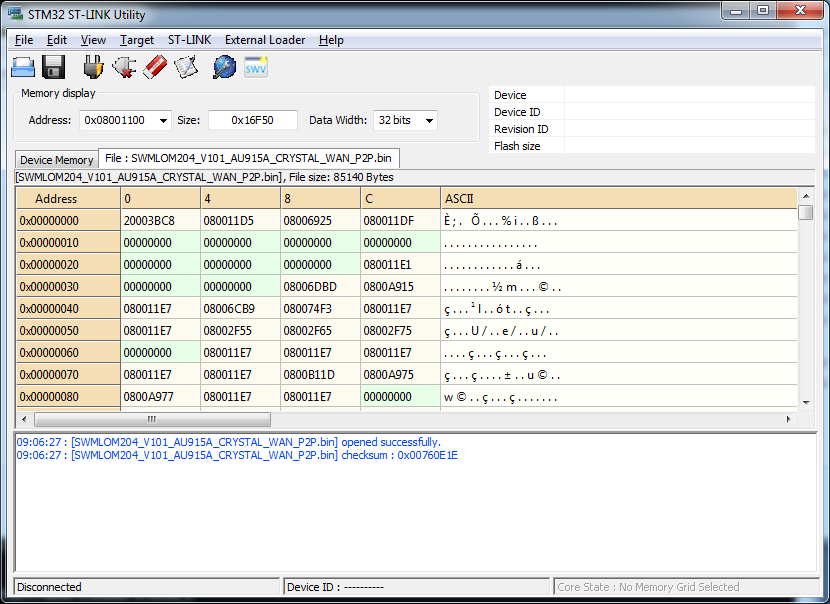 STM32 ST-LINK Utility
File Edit View Target ST-LINK External Loader Help
SWV
Memory display
Address: 0x08001100 Size: 0x16F50 Data Width: 32 bits
Device
Device ID
Revision ID
Flash size
Device Memory File : SWMLOM204_V101_AU915A_CRYSTAL_WAN_P2P.bin
[SWMLOM204_V101_AU915A_CRYSTAL_WAN_P2P.bin], File size: 85140 Bytes
Address 0 4 8 C ASCII
0x00000000 20003BC8 080011D5 08006925 080011DF È;. Õ...%i..ß...
0x00000010 00000000 00000000 00000000 00000000 ................
0x00000020 00000000 00000000 00000000 080011E1 ............á...
0x00000030 00000000 00000000 08006DBD 0800A915 ........½m...©..
0x00000040 080011E7 08006CB9 080074F3 080011E7 ç...¹l..ót..ç...
0x00000050 080011E7 08002F55 08002F65 08002F75 ç...U/..e/..u/..
0x00000060 00000000 080011E7 080011E7 080011E7 ....ç...ç...ç...
0x00000070 080011E7 080011E7 0800B11D 0800A975 ç...ç....±..u©..
0x00000080 0800A977 080011E7 080011E7 00000000 w©..ç...ç.......
09:06:27 : [SWMLOM204_V101_AU915A_CRYSTAL_WAN_P2P.bin] opened successfully.
09:06:27 : [SWMLOM204_V101_AU915A_CRYSTAL_WAN_P2P.bin] checksum : 0x00760E1E
Disconnected Device ID : ---------- Core State : No Memory Grid Selected